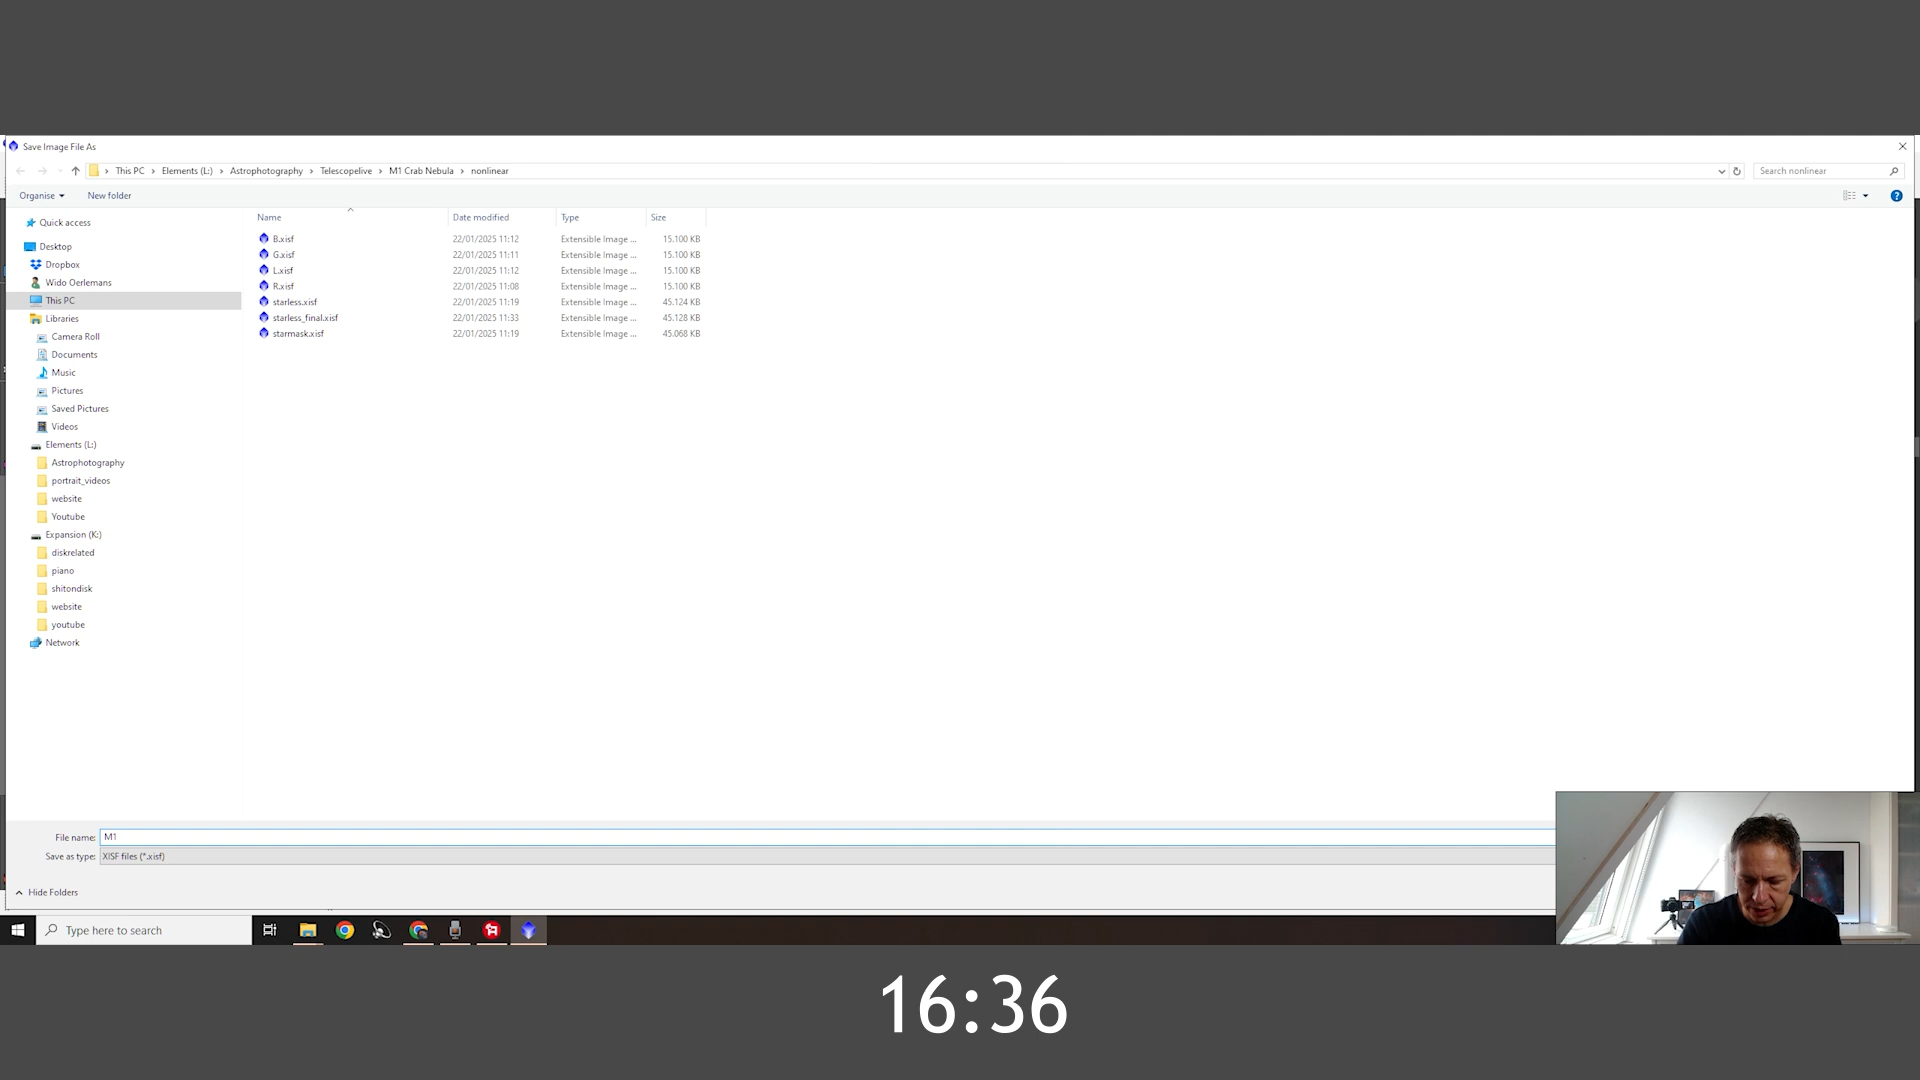 Save Image File As
This PC > Elements (L:) > Astrophotography > Telescopelive > M1 Crab Nebula > nonlinear
Search nonlinear
Organise
New folder
Name Date modified Type Size
B.xisf 22/01/2025 11:12 Extensible Image ... 15.100 KB
G.xisf 22/01/2025 11:11 Extensible Image ... 15.100 KB
L.xisf 22/01/2025 11:12 Extensible Image ... 15.100 KB
R.xisf 22/01/2025 11:08 Extensible Image ... 15.100 KB
starless.xisf 22/01/2025 11:19 Extensible Image ... 45.124 KB
starless_final.xisf 22/01/2025 11:33 Extensible Image ... 45.128 KB
starmask.xisf 22/01/2025 11:19 Extensible Image ... 45.068 KB
Quick access
Desktop
Dropbox
Wido Oerlemans
This PC
Libraries
Camera Roll
Documents
Music
Pictures
Saved Pictures
Videos
Elements (L:)
Astrophotography
portrait_videos
website
Youtube
Expansion (K:)
diskrelated
piano
shitondisk
website
youtube
Network
File name: M1
Save as type: XISF files (*.xisf)
Hide Folders
Type here to search
16:36